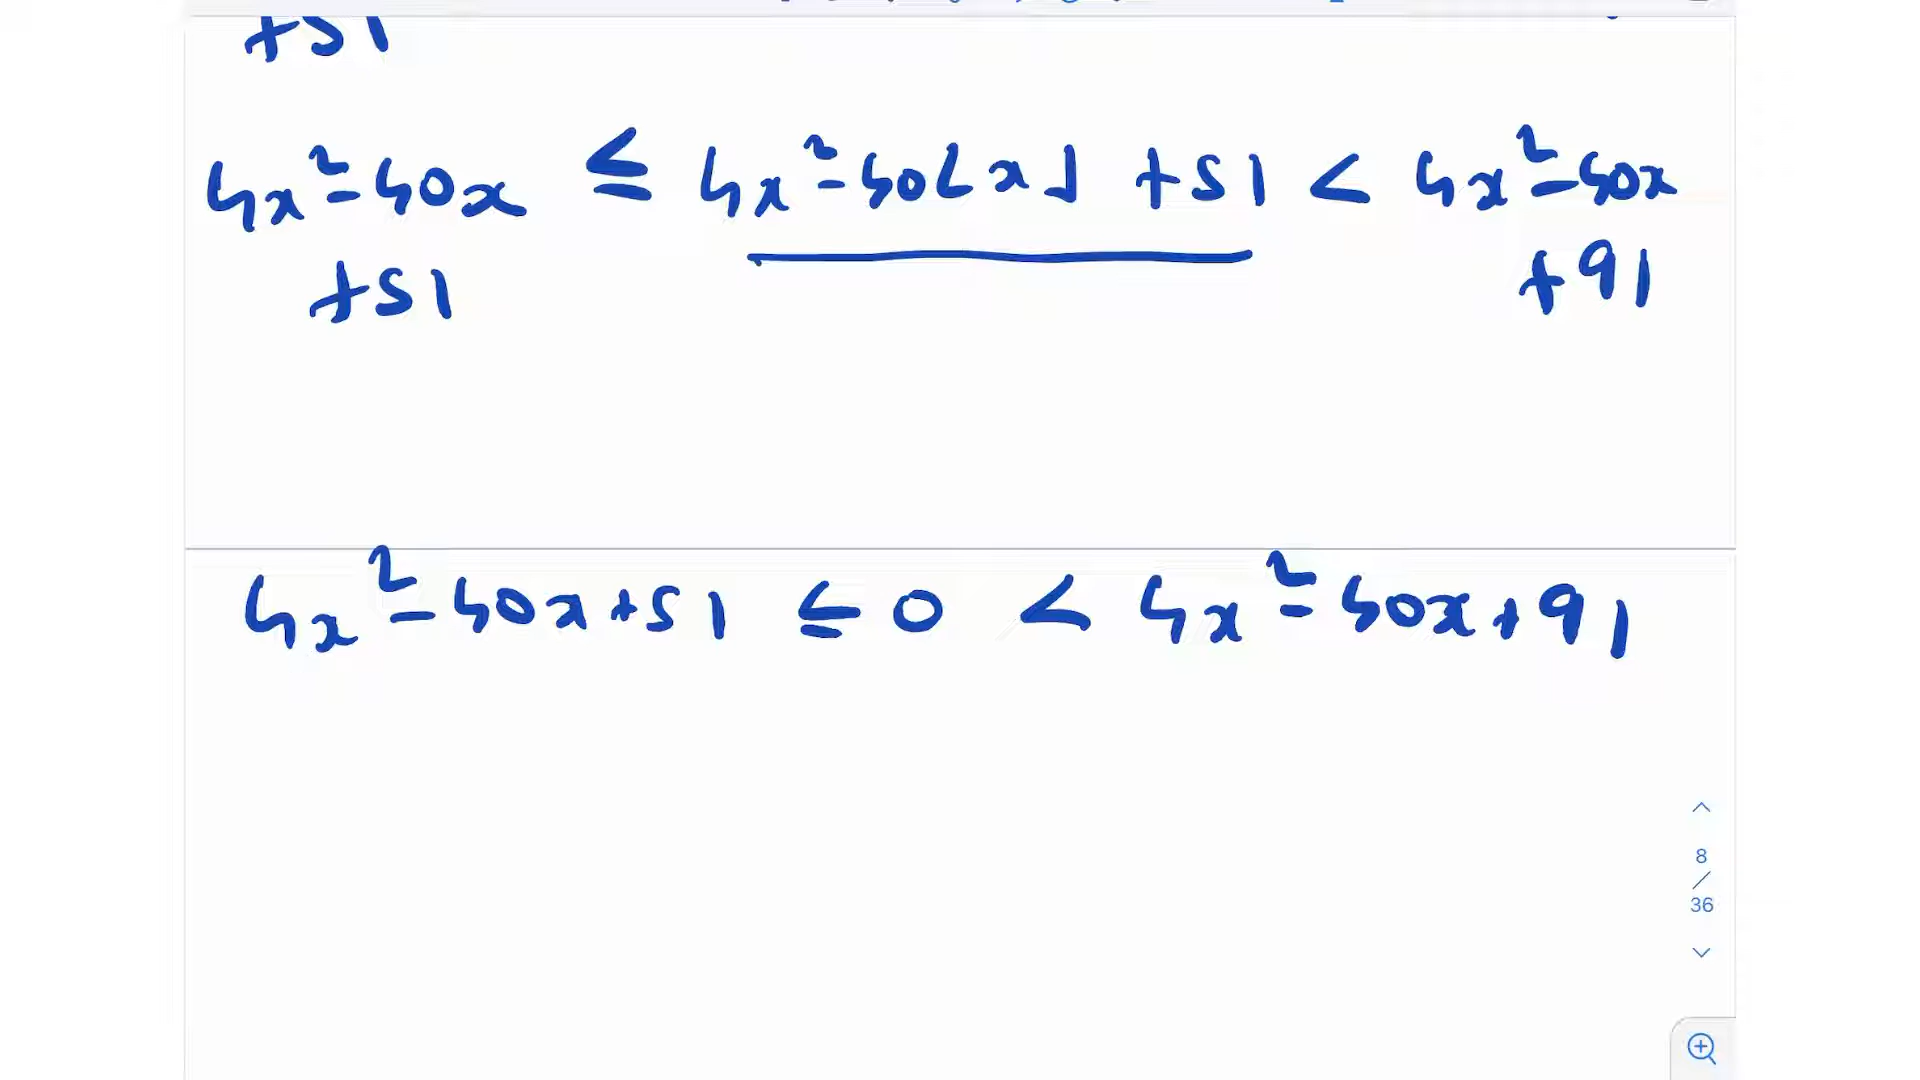 +51
4x²-40x ≤ 4x²-40⌊x⌋ +51 < 4x²-40x
+51 +91
4x²-40x+51 ≤ 0 < 4x²-40x+91
8
/
36